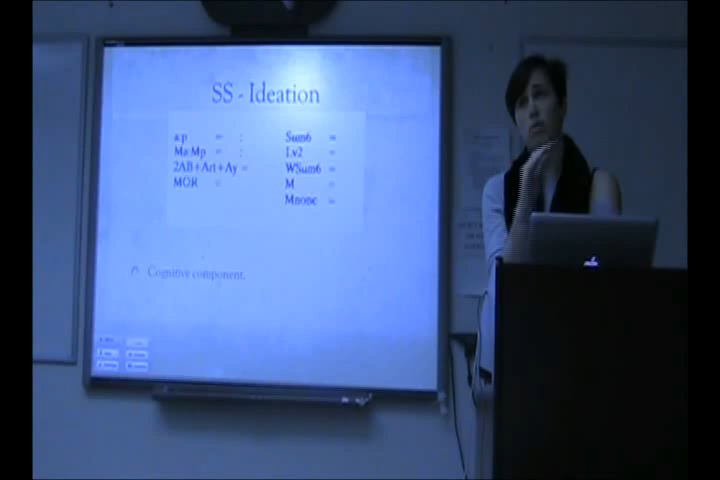 SS - Ideation
a:p = :
Ma:Mp = :
2AB+Art+Ay =
MOR =
Sum6 =
Lv2 =
WSum6 =
M =
Mnone =
Cognitive component.